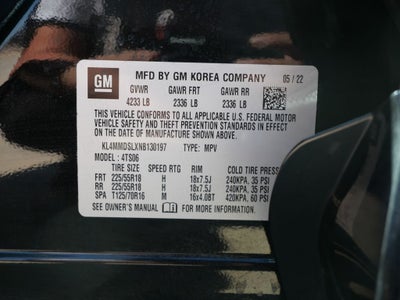 GM
MFD BY GM KOREA COMPANY 05 / 22
GVWR GAWR FRT GAWR RR
4233 LB 2336 LB 2336 LB
THIS VEHICLE CONFORMS TO ALL APPLICABLE
U.S. FEDERAL MOTOR
VEHICLE SAFETY AND THEFT PREVENTION STANDARDS
IN EFFECT ON
THE DATE OF MANUFACTURE SHOWN ABOVE.
KL4MMDSLXNB130197 TYPE: MPV
MODEL: 4TS06
TIRE SIZE SPEED RTG RIM COLD TIRE PRES
FRT 225/55R18 H 18x7.5J 240KPA, 35 PSI
RR 225/55R18 H 18x7.5J 240KPA, 35 PSI
SPA T125/70R16 M 16x4.0BT 420KPA, 60 PSI
SEE OWNER'S MANUAL FOR MORE INFORMATION.